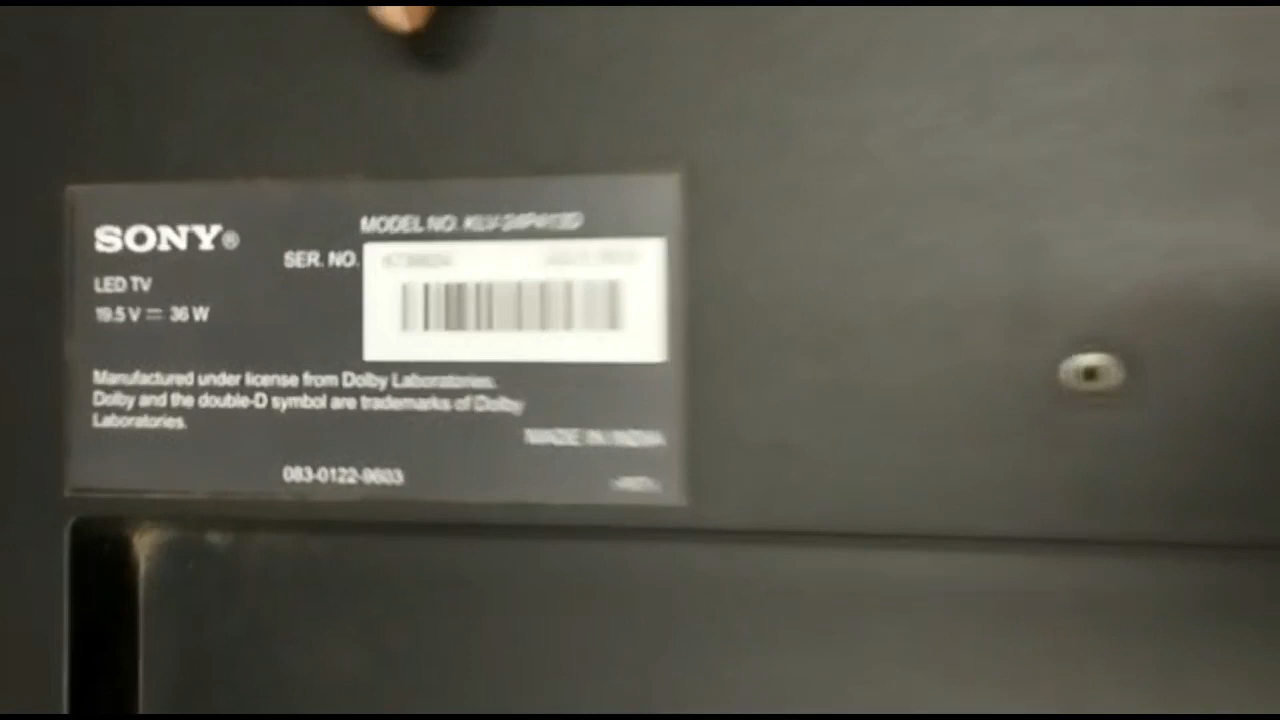 SONY®
MODEL NO.
SER. NO.
LED TV
19.5 V ⎓ 36 W
Manufactured under license from Dolby Laboratories.
Dolby and the double-D symbol are trademarks of Dolby
Laboratories.
MADE IN INDIA
083-0122-9603